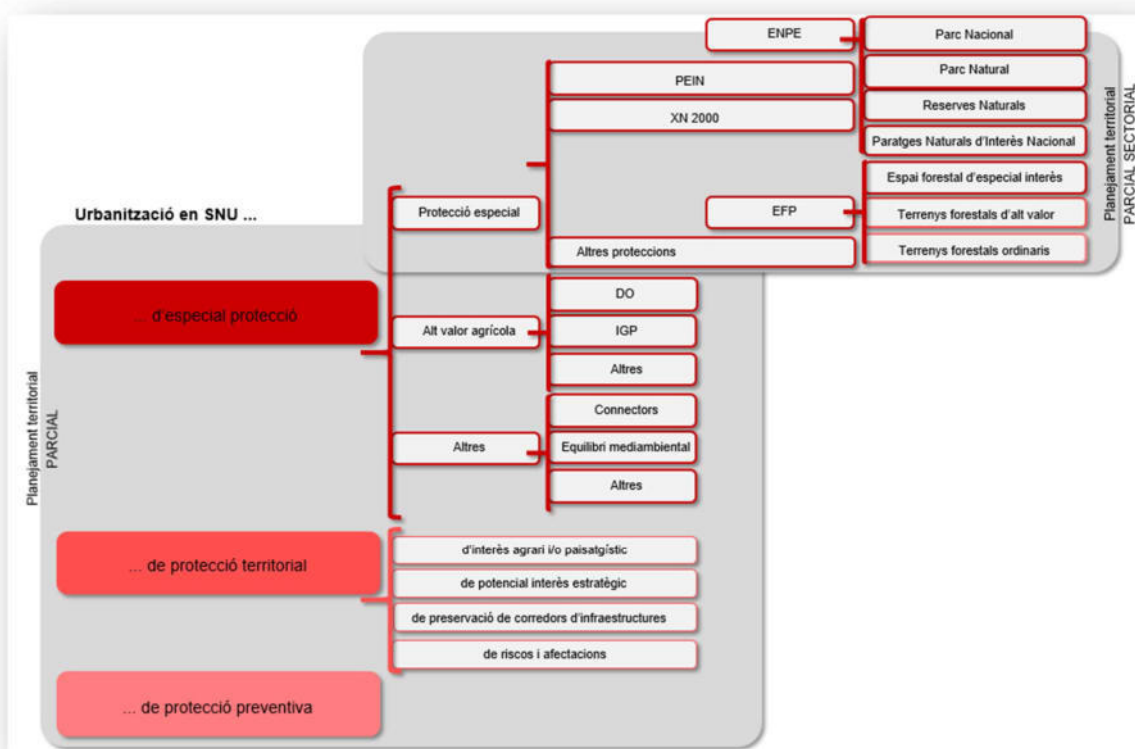 ENPE
Parc Nacional
PEIN
Parc Natural
XN 2000
Reserves Naturals
Paratges Naturals d'Interès Nacional
Planejament territorial
PARCIAL SECTORIAL
Espai forestal d'especial interès
Urbanització en SNU ...
Protecció especial
EFP
Terrenys forestals d'alt valor
Altres proteccions
Terrenys forestals ordinaris
... d'especial protecció
DO
Alt valor agrícola
IGP
Altres
Planejament territorial
PARCIAL
Connectors
Altres
Equilibri mediambiental
Altres
... de protecció territorial
d'interès agrari i/o paisatgístic
de potencial interès estratègic
de preservació de corredors d'infraestructures
de riscos i afectacions
... de protecció preventiva